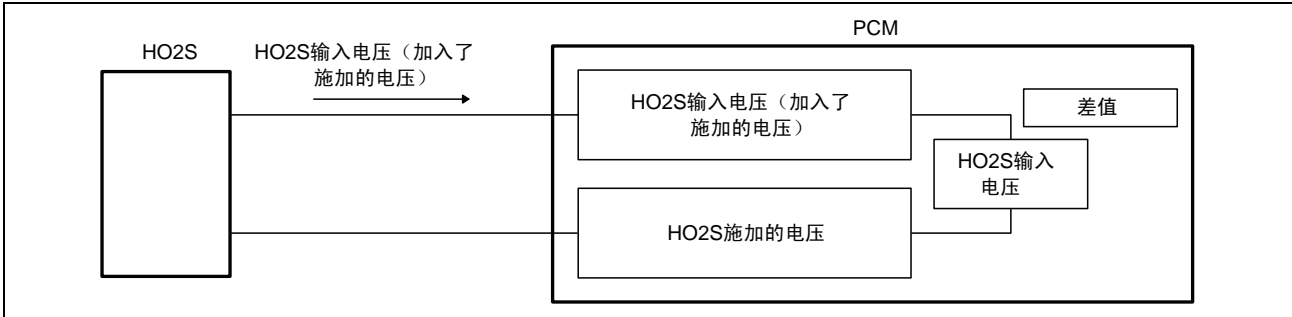 PCM
HO2S
HO2S输入电压（加入了
施加的电压）
HO2S输入电压（加入了
施加的电压）
差值
HO2S输入
电压
HO2S施加的电压